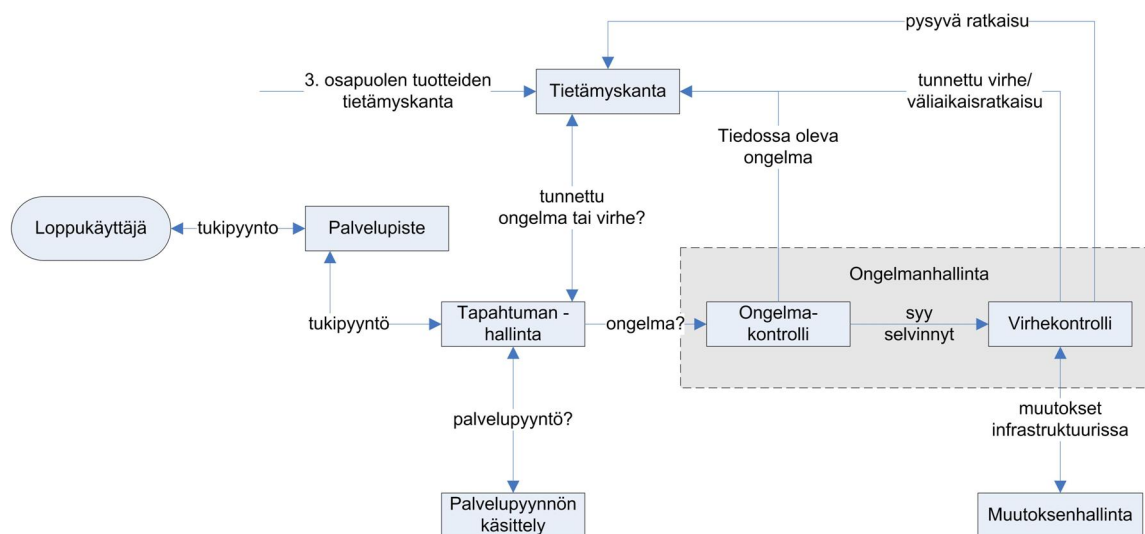 pysyvä ratkaisu
3. osapuolen tuotteiden
tietämyskanta
Tietämyskanta
tunnettu virhe/
väliaikaisratkaisu
Tiedossa oleva
ongelma
tunnettu
ongelma tai virhe?
Loppukäyttäjä
tukipyynto
Palvelupiste
Ongelmanhallinta
tukipyyntö
Tapahtuman -
hallinta
ongelma?
Ongelma-
kontrolli
syy
selvinnyt
Virhekontrolli
palvelupyyntö?
muutokset
infrastruktuurissa
Palvelupyynnön
käsittely
Muutoksenhallinta